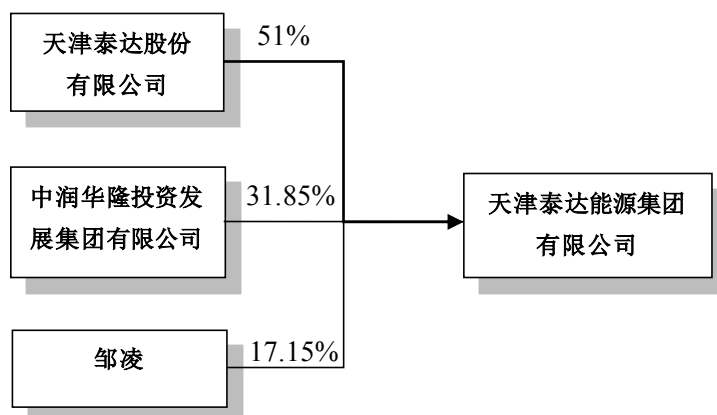 天津泰达股份
有限公司
51%
中润华隆投资发
展集团有限公司
31.85%
天津泰达能源集团
有限公司
邹凌
17.15%